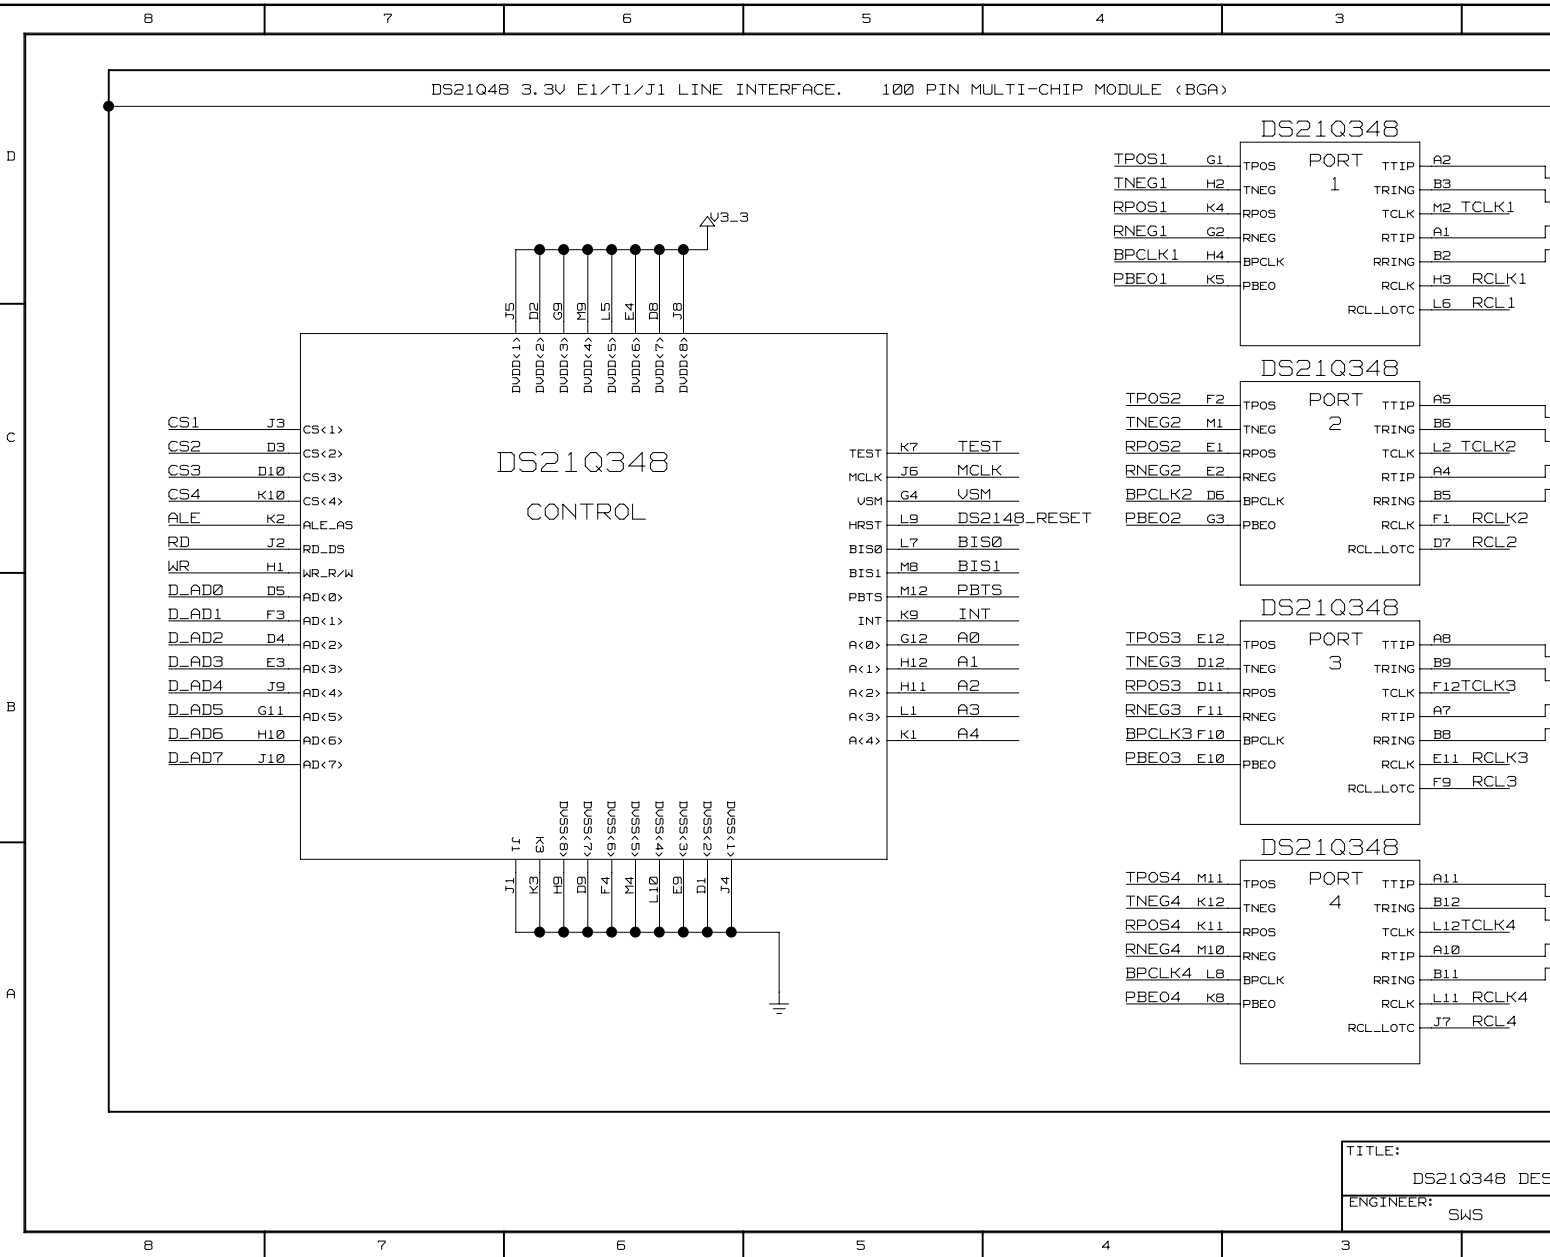 8 7 6 5 4 3
DS21Q48 3.3V E1/T1/J1 LINE INTERFACE. 100 PIN MULTI-CHIP MODULE (BGA)
D
C
B
A
V3_3
J5 D2 G9 M9 L5 E4 D8 J8
DVDD<1> DVDD<2> DVDD<3> DVDD<4> DVDD<5> DVDD<6> DVDD<7> DVDD<8>
DS21Q348
CONTROL
CS1 J3 CS<1>
CS2 D3 CS<2>
CS3 D10 CS<3>
CS4 K10 CS<4>
ALE K2 ALE_AS
RD J2 RD_DS
WR H1 WR_R/W
D_AD0 D5 AD<0>
D_AD1 F3 AD<1>
D_AD2 D4 AD<2>
D_AD3 E3 AD<3>
D_AD4 J9 AD<4>
D_AD5 G11 AD<5>
D_AD6 H10 AD<6>
D_AD7 J10 AD<7>
TEST K7 TEST
MCLK J6 MCLK
VSM G4 VSM
HRST L9 DS2148_RESET
BIS0 L7 BIS0
BIS1 M8 BIS1
PBTS M12 PBTS
INT K9 INT
A<0> G12 A0
A<1> H12 A1
A<2> H11 A2
A<3> L1 A3
A<4> K1 A4
J1 K3 DVSS<8> DVSS<7> DVSS<6> DVSS<5> DVSS<4> DVSS<3> DVSS<2> DVSS<1>
J1 K3 H9 D9 F4 M4 L10 E9 D1 J4
DS21Q348
PORT
1
TPOS1 G1 TPOS TTIP A2
TNEG1 H2 TNEG TRING B3
RPOS1 K4 RPOS TCLK M2 TCLK1
RNEG1 G2 RNEG RTIP A1
BPCLK1 H4 BPCLK RRING B2
PBEO1 K5 PBEO RCLK H3 RCLK1
RCL_LOTC L6 RCL1
DS21Q348
PORT
2
TPOS2 F2 TPOS TTIP A5
TNEG2 M1 TNEG TRING B6
RPOS2 E1 RPOS TCLK L2 TCLK2
RNEG2 E2 RNEG RTIP A4
BPCLK2 D6 BPCLK RRING B5
PBEO2 G3 PBEO RCLK F1 RCLK2
RCL_LOTC D7 RCL2
DS21Q348
PORT
3
TPOS3 E12 TPOS TTIP A8
TNEG3 D12 TNEG TRING B9
RPOS3 D11 RPOS TCLK F12 TCLK3
RNEG3 F11 RNEG RTIP A7
BPCLK3 F10 BPCLK RRING B8
PBEO3 E10 PBEO RCLK E11 RCLK3
RCL_LOTC F9 RCL3
DS21Q348
PORT
4
TPOS4 M11 TPOS TTIP A11
TNEG4 K12 TNEG TRING B12
RPOS4 K11 RPOS TCLK L12 TCLK4
RNEG4 M10 RNEG RTIP A10
BPCLK4 L8 BPCLK RRING B11
PBEO4 K8 PBEO RCLK L11 RCLK4
RCL_LOTC J7 RCL4
TITLE:
DS21Q348 DES
ENGINEER:
SWS
8 7 6 5 4 3